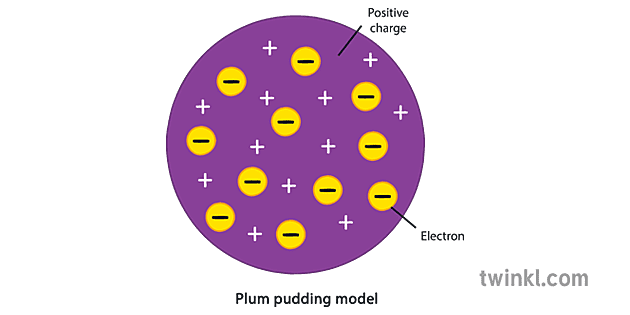 Positive
charge
Electron
twinkl.com
Plum pudding model